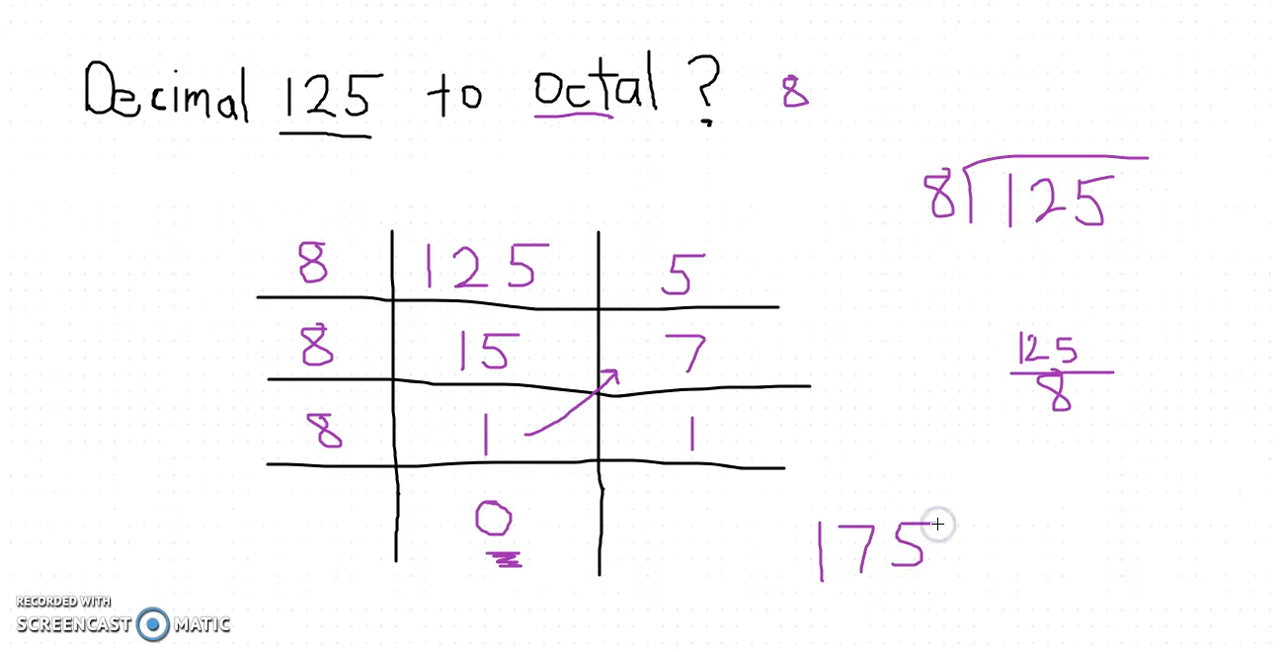 Decimal 125 to Octal ? 8
8 125
8 125 5
8 15 7
125
8
8 1 1
0
175
RECORDED WITH
SCREENCAST MATIC